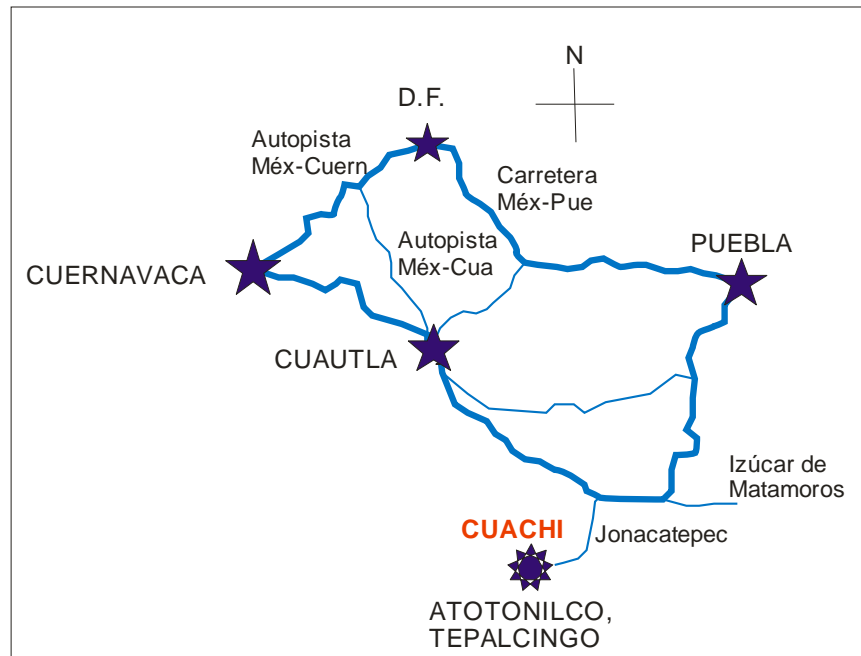 N
D.F.
Autopista
Méx-Cuern
Carretera
Méx-Pue
Autopista
Méx-Cua
PUEBLA
CUERNAVACA
CUAUTLA
Izúcar de
Matamoros
CUACHI
Jonacatepec
ATOTONILCO,
TEPALCINGO